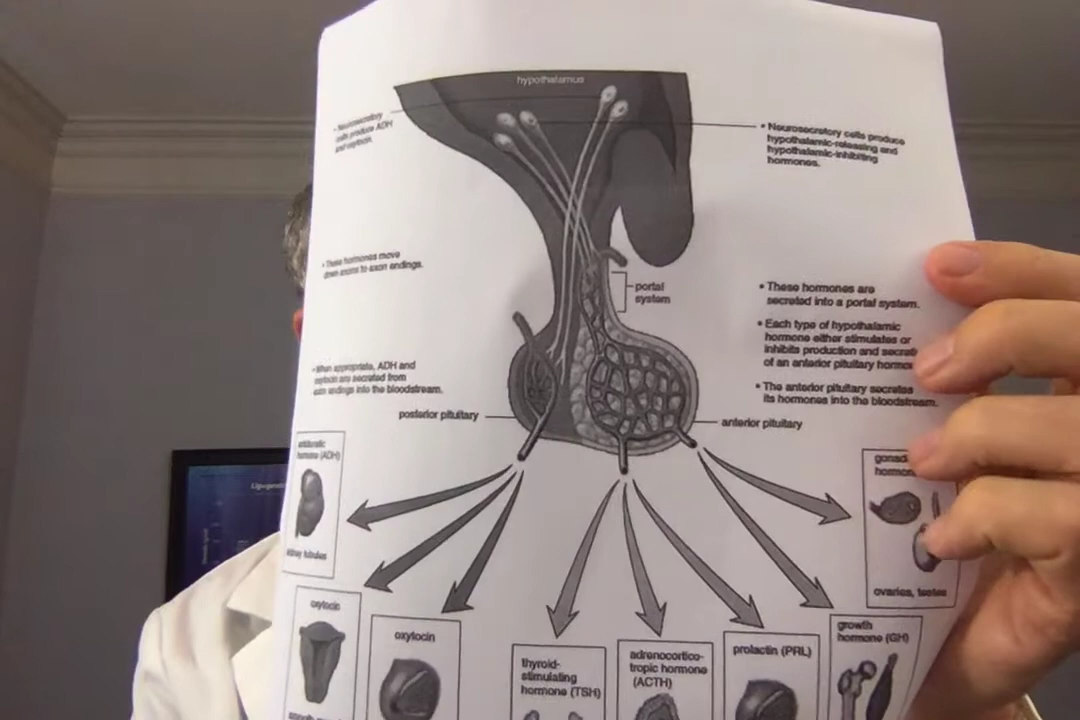 hypothalamus
• Neurosecretory
cells produce ADH
and oxytocin.
• Neurosecretory cells produce
hypothalamic-releasing and
hypothalamic-inhibiting
hormones.
• These hormones move
down axons to axon endings.
portal
system
• These hormones are
secreted into a portal system.
• Each type of hypothalamic
hormone either stimulates or
inhibits production and
of an anterior pituitary
• When appropriate, ADH and
oxytocin are secreted from
axon endings into the bloodstream.
• The anterior pituitary secretes
its hormones into the bloodstream.
posterior pituitary
anterior pituitary
antidiuretic
hormone (ADH)
kidney tubules
ovaries, testes
oxytocin
oxytocin
thyroid-
stimulating
hormone (TSH)
adrenocortico-
tropic hormone
(ACTH)
prolactin (PRL)
growth
hormone (GH)